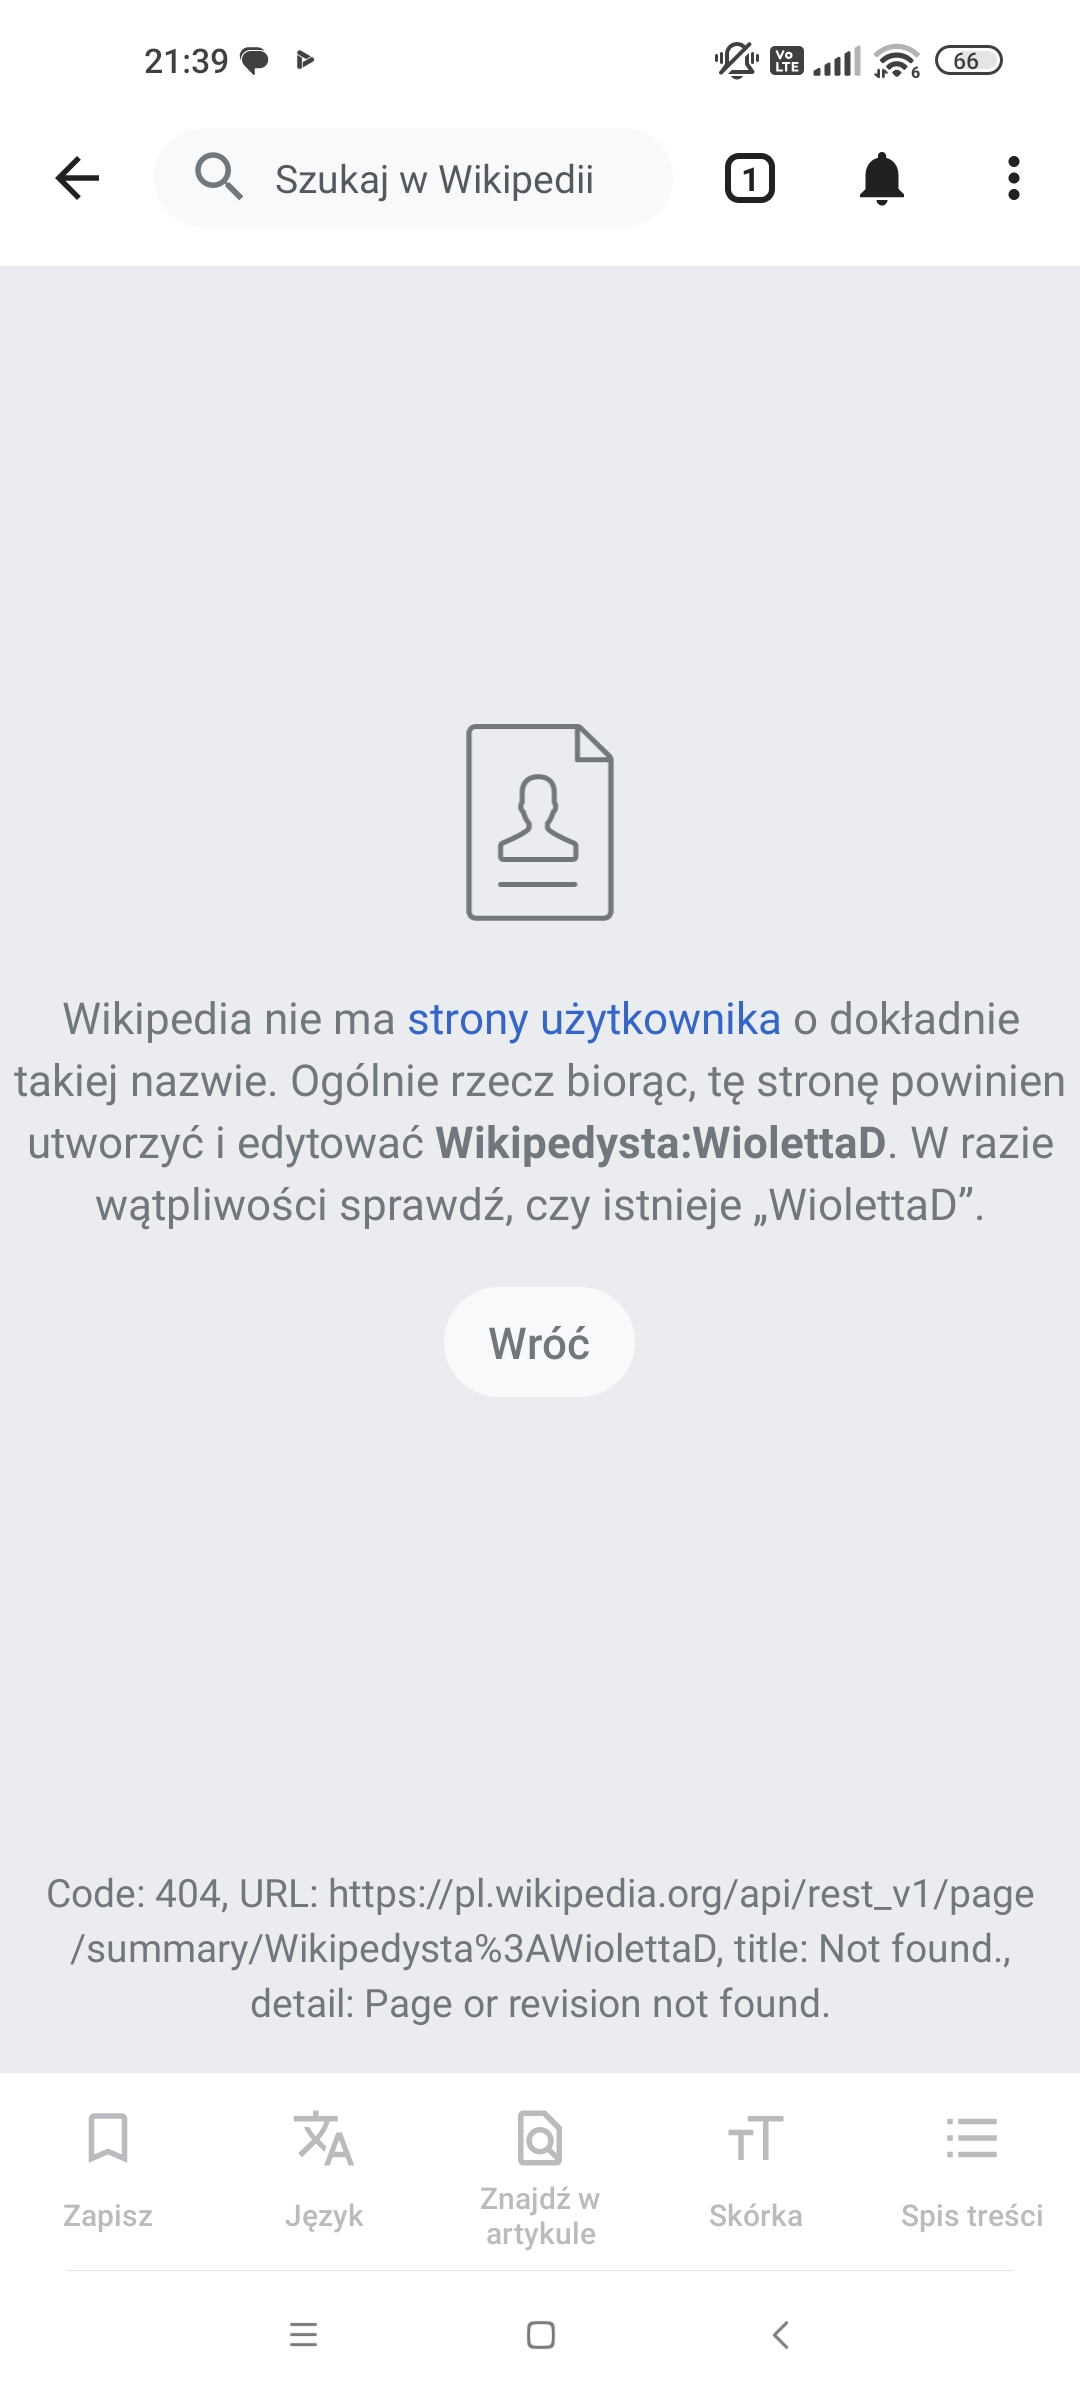 21:39
Vo
LTE
6
66
Szukaj w Wikipedii
1
Wikipedia nie ma strony użytkownika o dokładnie
takiej nazwie. Ogólnie rzecz biorąc, tę stronę powinien
utworzyć i edytować Wikipedysta:WiolettaD. W razie
wątpliwości sprawdź, czy istnieje „WiolettaD”.
Wróć
Code: 404, URL: https://pl.wikipedia.org/api/rest_v1/page
/summary/Wikipedysta%3AWiolettaD, title: Not found.,
detail: Page or revision not found.
Zapisz
Język
Znajdź w
artykule
Skórka
Spis treści